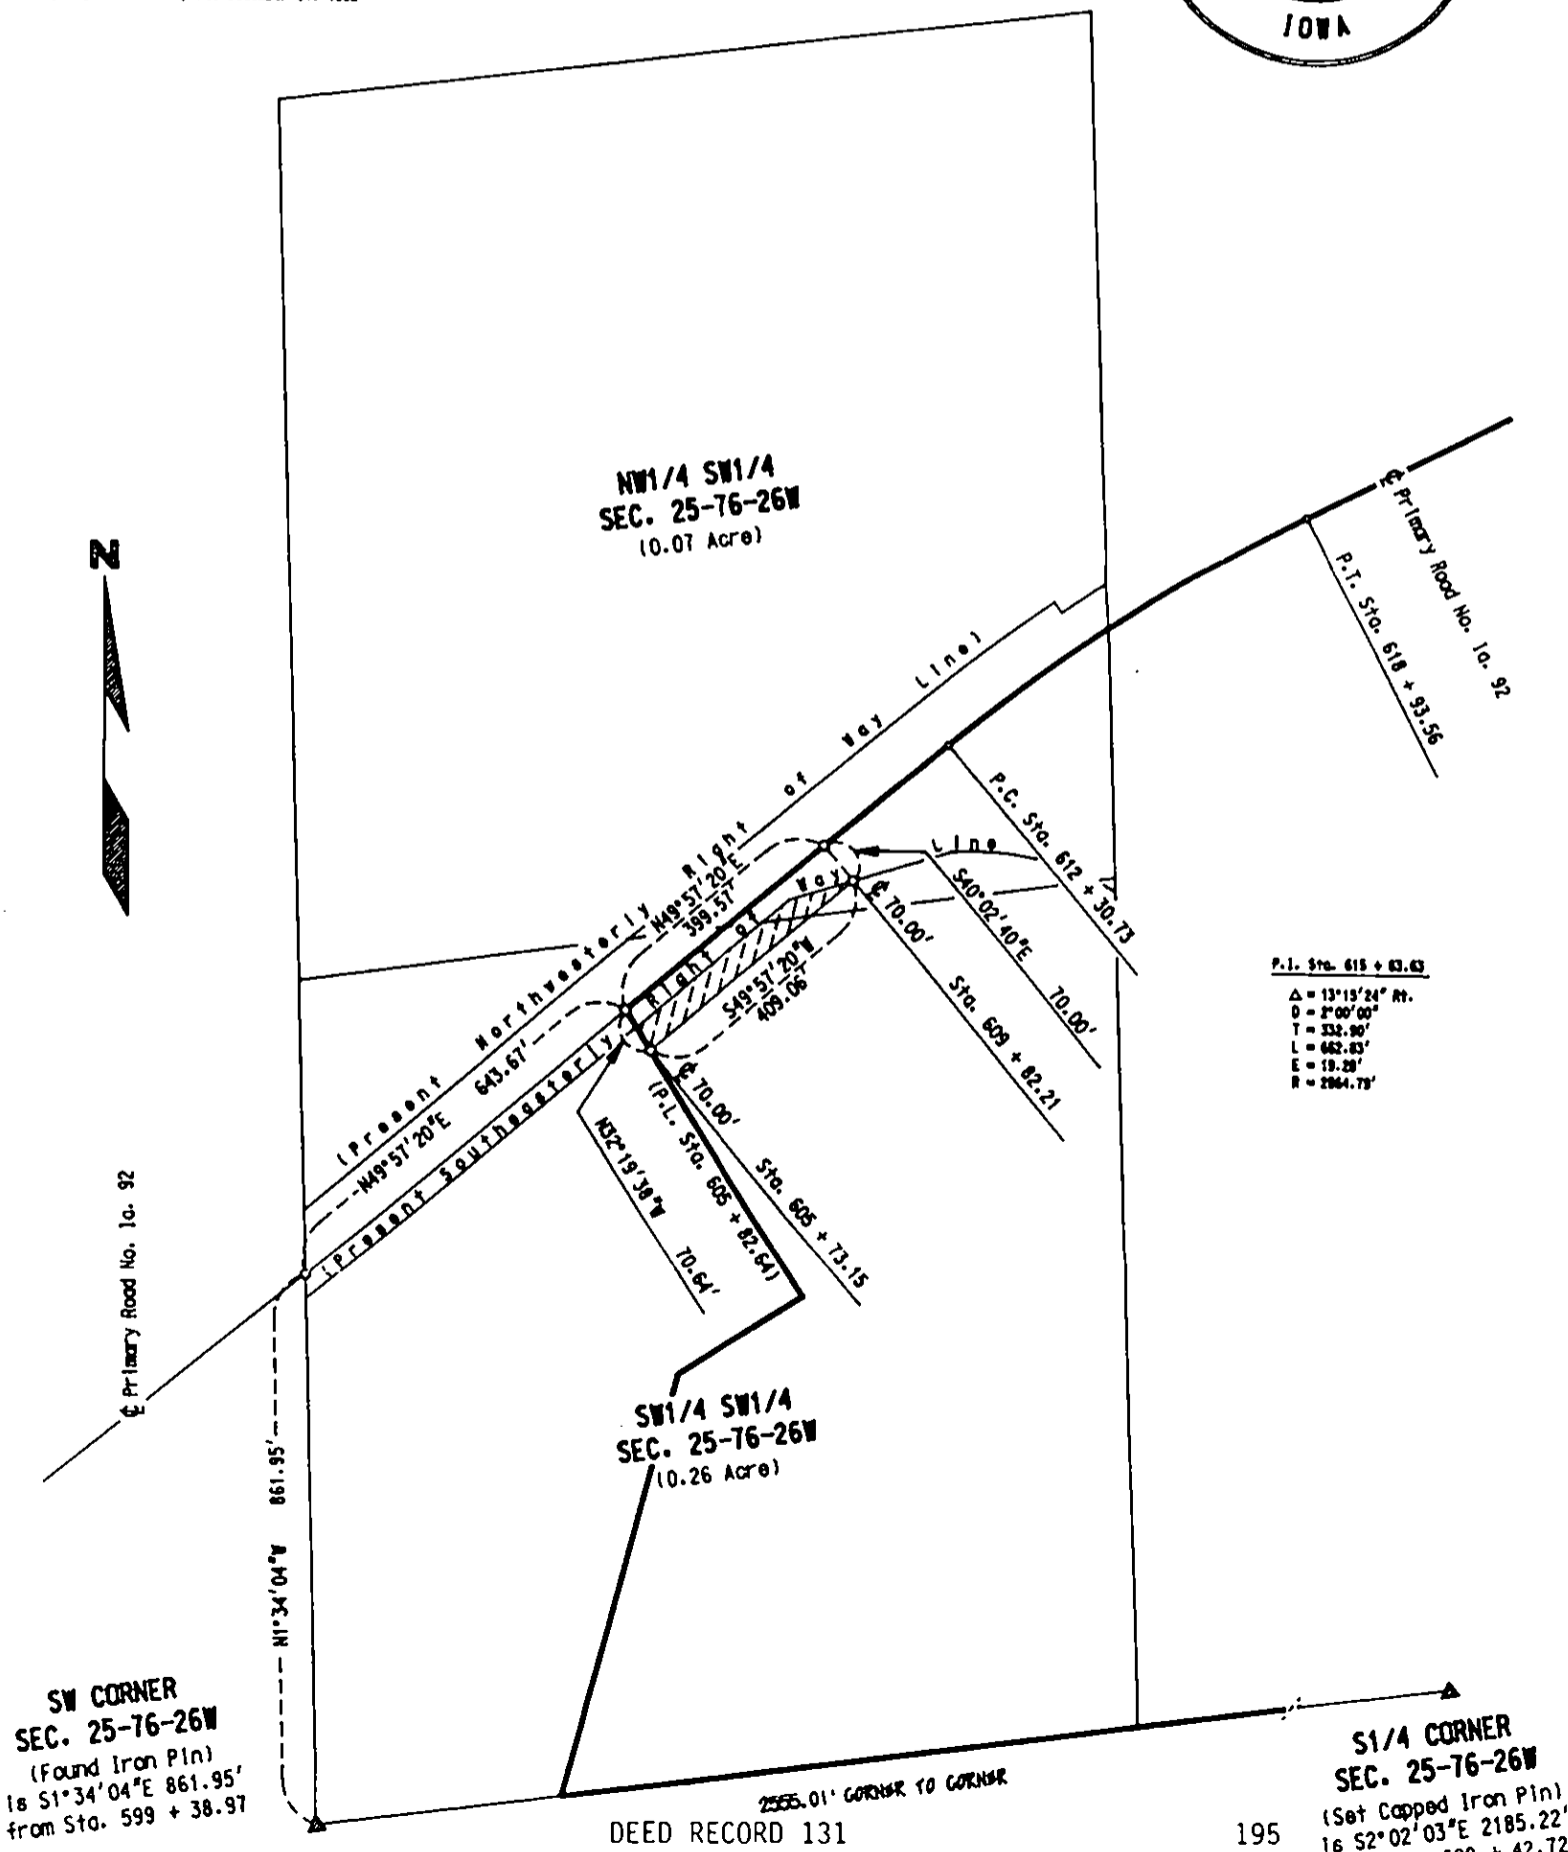 IOWA
NW1/4 SW1/4
SEC. 25-76-26W
(0.07 Acre)
N
℄ Primary Road No. Ia. 92
P.T. Sta. 618 + 93.56
(Present Northwesterly Right of Way Line)
P.C. Sta. 612 + 30.73
N49°57'20"E
399.57'
(Present Southeasterly Right of Way Line)
S49°57'20"W
409.06'
S40°02'40"E 70.00'
℄ 70.00' Sta. 609 + 82.21
P.I. Sta. 615 + 63.63
Δ = 13°15'24" Rt.
D = 2°00'00"
T = 332.90'
L = 662.83'
E = 19.28'
R = 2864.79'
N49°57'20"E 643.67'
N32°19'38"W 70.64'
(P.L. Sta. 605 + 82.64)
℄ 70.00' Sta. 605 + 73.15
℄ Primary Road No. Ia. 92
SW1/4 SW1/4
SEC. 25-76-26W
(0.26 Acre)
N1°34'04"W 861.95'
SW CORNER
SEC. 25-76-26W
(Found Iron Pin)
is S1°34'04"E 861.95'
from Sta. 599 + 38.97
2555.01' CORNER TO CORNER
S1/4 CORNER
SEC. 25-76-26W
(Set Capped Iron Pin)
is S2°02'03"E 2185.22'
+ 42.72
DEED RECORD 131
195